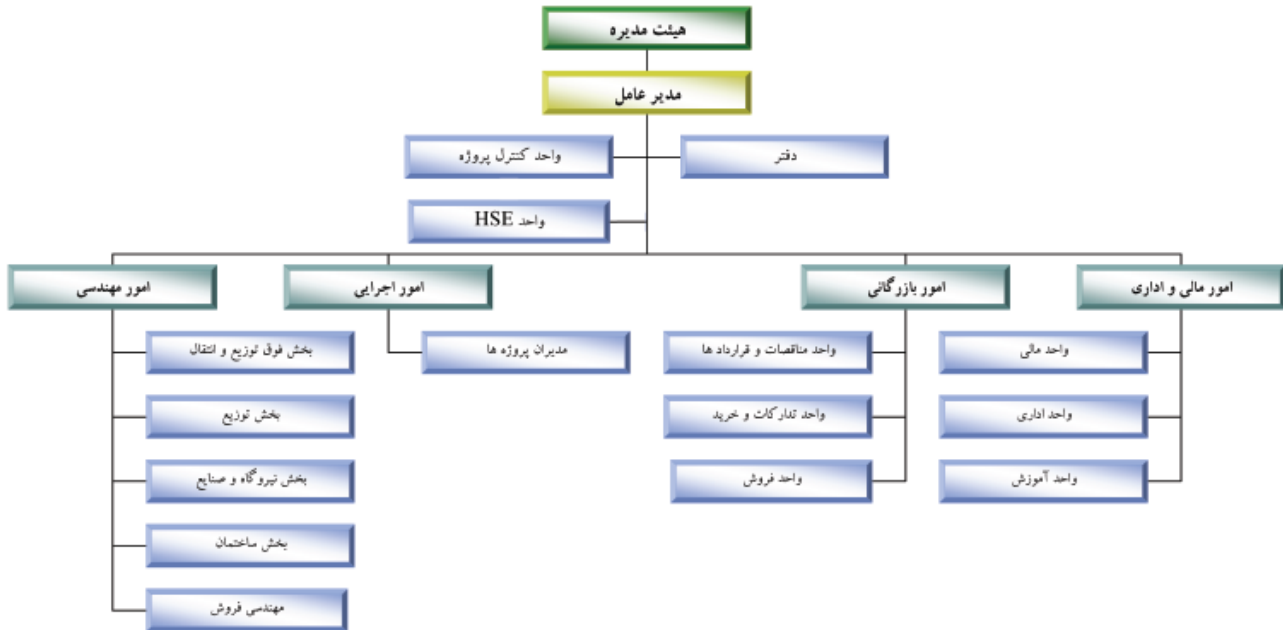 هیئت مدیره
مدیر عامل
دفتر
واحد کنترل پروژه
واحد HSE
امور مالی و اداری
امور بازرگانی
امور اجرایی
امور مهندسی
واحد مالی
واحد اداری
واحد آموزش
واحد مناقصات و قرارداد ها
واحد تدارکات و خرید
واحد فروش
مدیران پروژه ها
بخش فوق توزیع و انتقال
بخش توزیع
بخش نیروگاه و صنایع
بخش ساختمان
مهندسی فروش